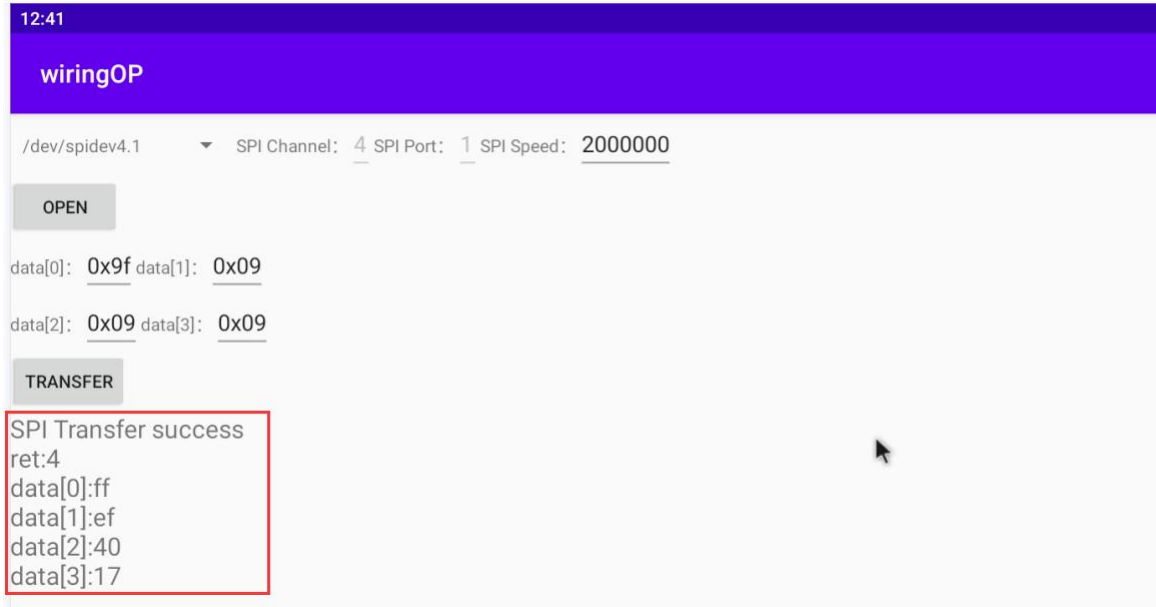 12:41
wiringOP
/dev/spidev4.1 SPI Channel: 4 SPI Port: 1 SPI Speed: 2000000
OPEN
data[0]: 0x9f data[1]: 0x09
data[2]: 0x09 data[3]: 0x09
TRANSFER
SPI Transfer success
ret:4
data[0]:ff
data[1]:ef
data[2]:40
data[3]:17